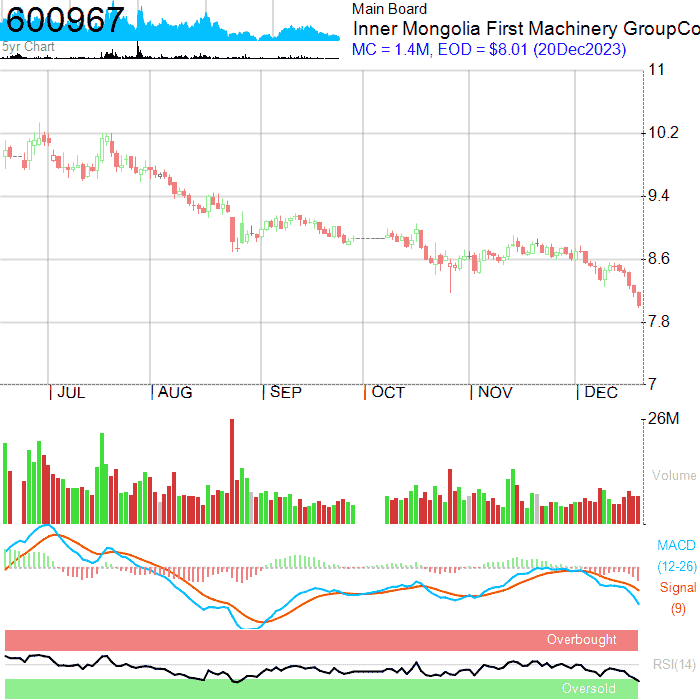 600967
5yr Chart
Main Board
Inner Mongolia First Machinery GroupCo
MC = 1.4M, EOD = $8.01 (20Dec2023)
11
10.2
9.4
8.6
7.8
7
JUL AUG SEP OCT NOV DEC
26M
Volume
MACD
(12-26)
Signal
(9)
Overbought
RSI(14)
Oversold